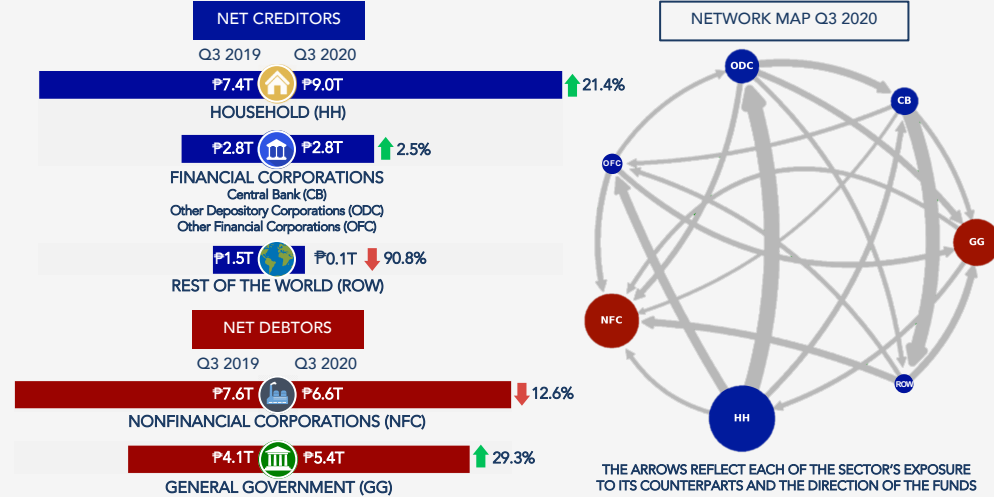 NET CREDITORS
Q3 2019 Q3 2020
₱7.4T ₱9.0T 21.4%
HOUSEHOLD (HH)
₱2.8T ₱2.8T 2.5%
FINANCIAL CORPORATIONS
Central Bank (CB)
Other Depository Corporations (ODC)
Other Financial Corporations (OFC)
₱1.5T ₱0.1T 90.8%
REST OF THE WORLD (ROW)
NET DEBTORS
Q3 2019 Q3 2020
₱7.6T ₱6.6T 12.6%
NONFINANCIAL CORPORATIONS (NFC)
₱4.1T ₱5.4T 29.3%
GENERAL GOVERNMENT (GG)
NETWORK MAP Q3 2020
ODC
CB
OFC
GG
NFC
ROW
HH
THE ARROWS REFLECT EACH OF THE SECTOR'S EXPOSURE
TO ITS COUNTERPARTS AND THE DIRECTION OF THE FUNDS